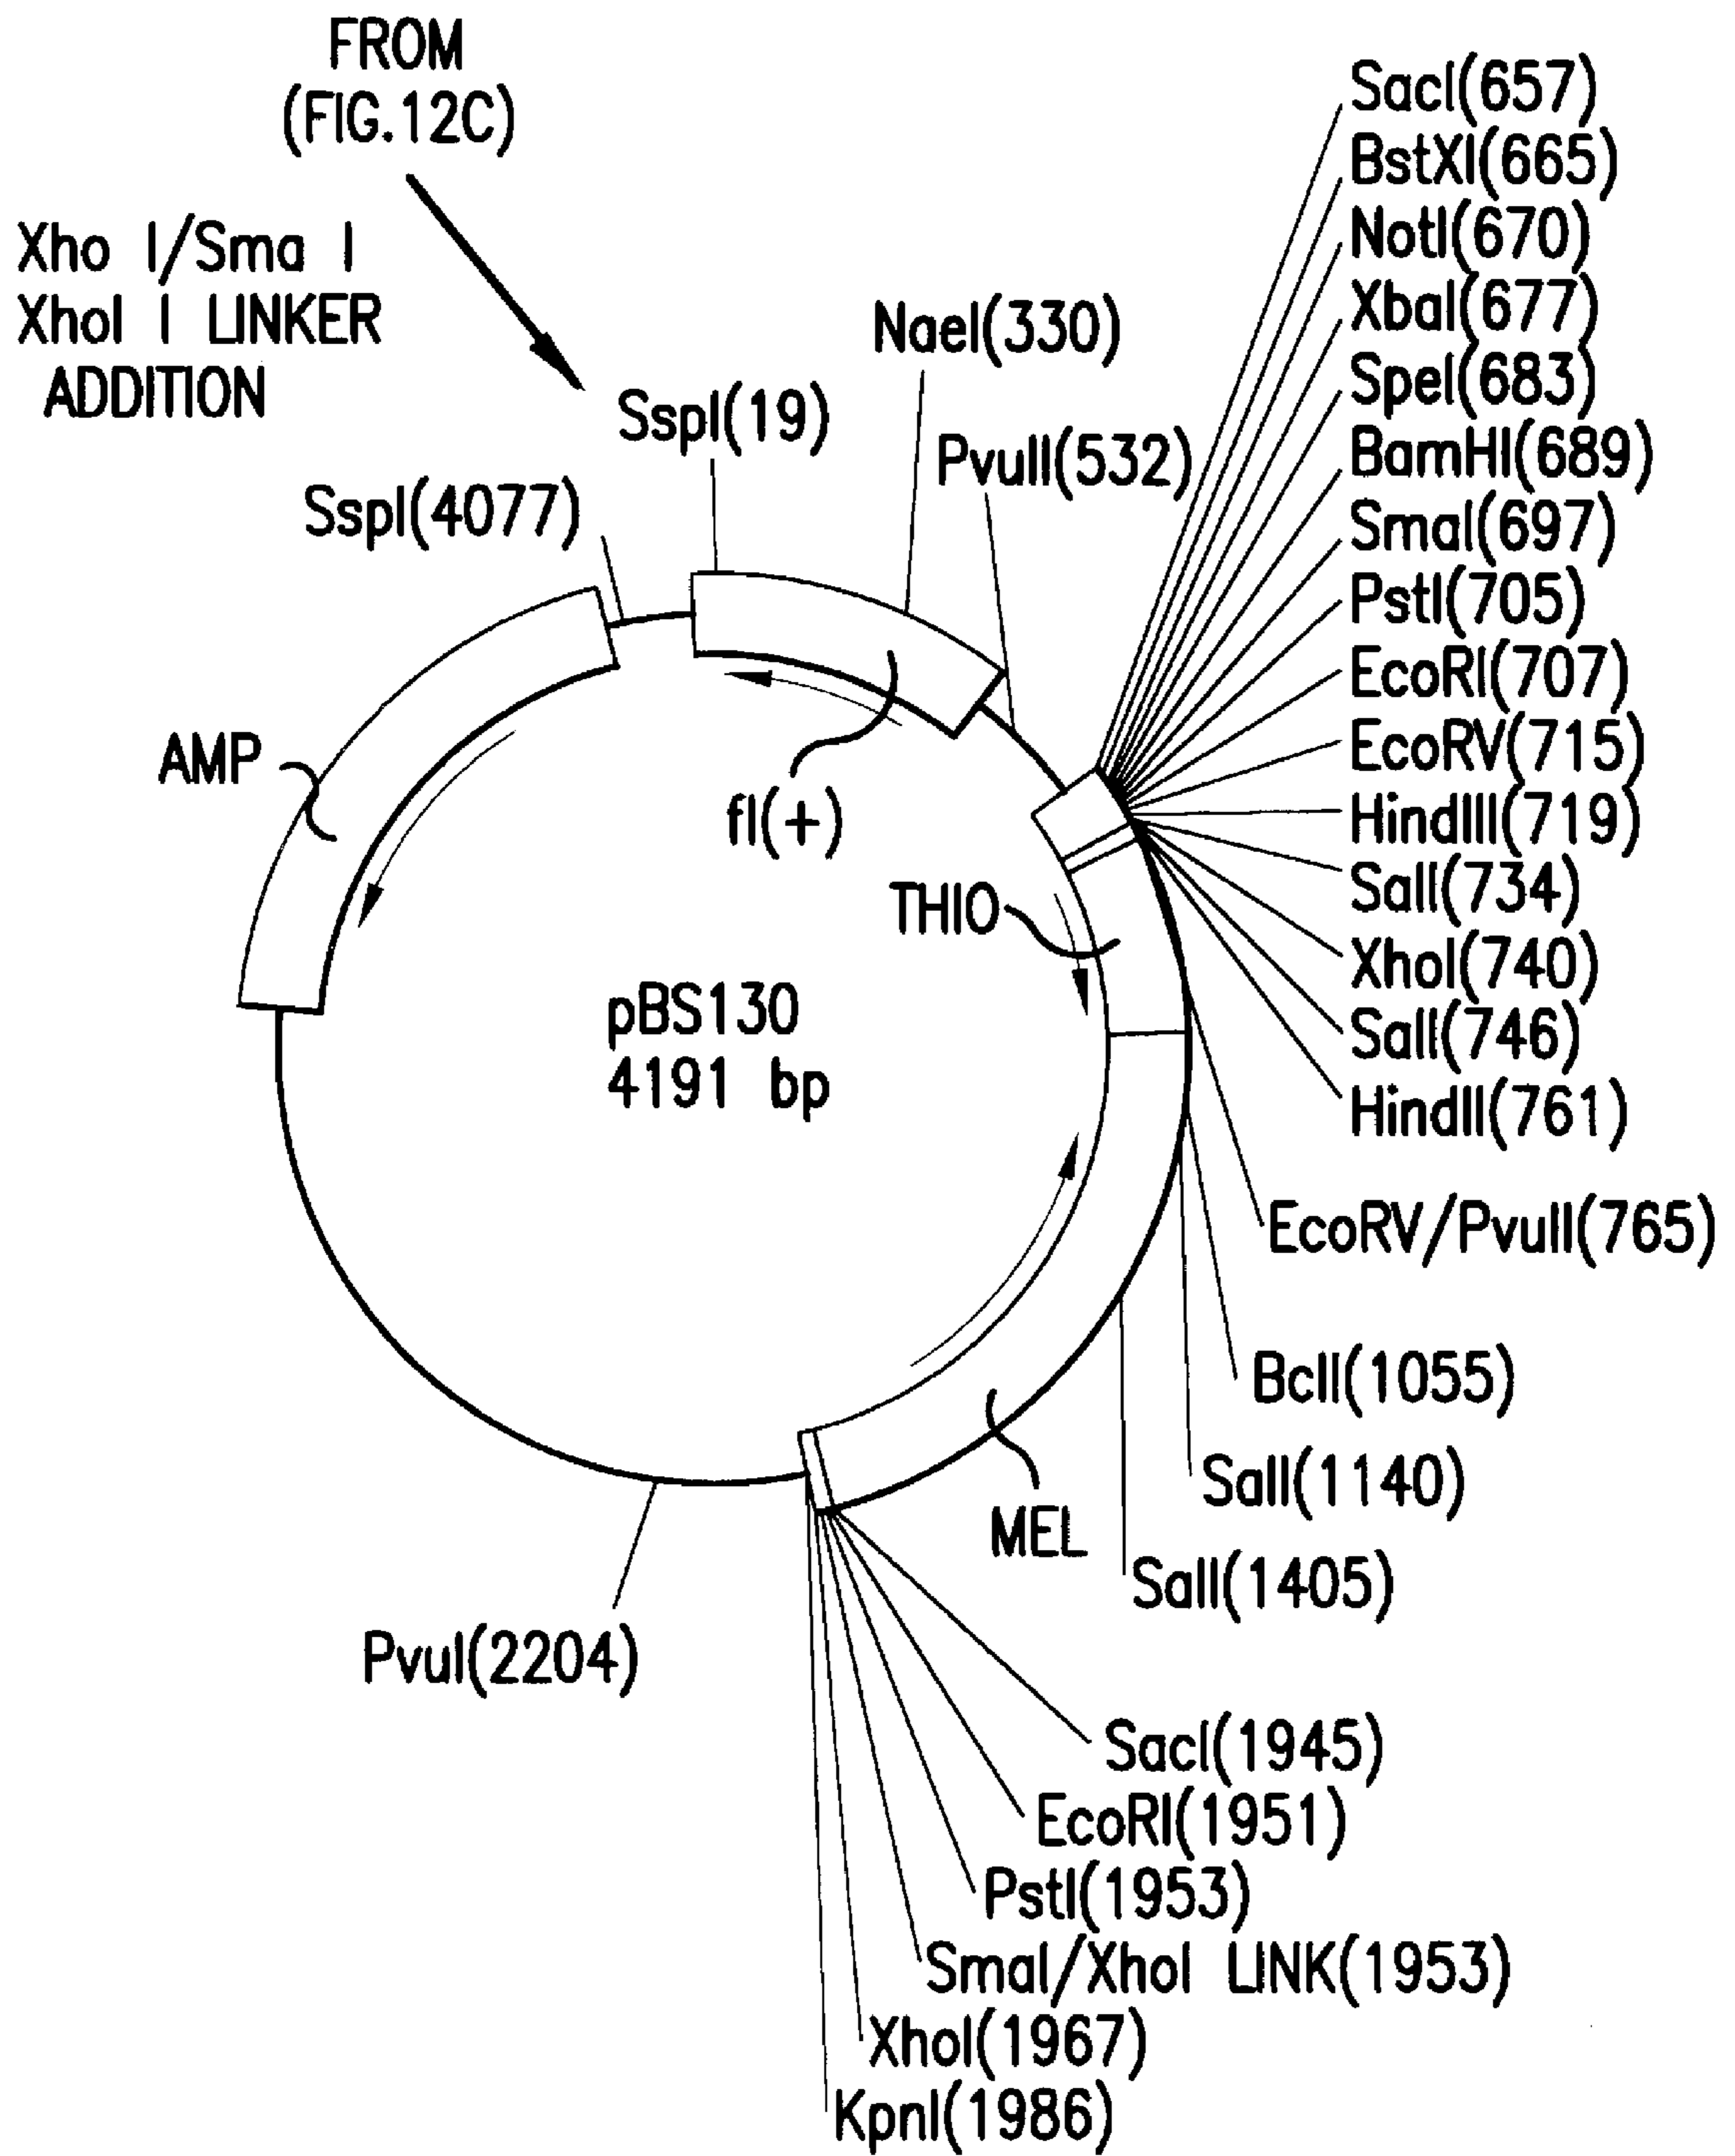 FROM
(FIG.12C)
Xho I/Sma I
XhoI I LINKER
ADDITION
SspI(4077)
SspI(19)
NaeI(330)
PvuII(532)
SacI(657)
BstXI(665)
NotI(670)
XbaI(677)
SpeI(683)
BamHI(689)
SmaI(697)
PstI(705)
EcoRI(707)
EcoRV(715)
HindIII(719)
SalI(734)
XhoI(740)
SalI(746)
HindII(761)
EcoRV/PvuII(765)
BclI(1055)
SalI(1140)
SalI(1405)
AMP
fI(+)
THIO
pBS130
4191 bp
MEL
PvuI(2204)
SacI(1945)
EcoRI(1951)
PstI(1953)
SmaI/XhoI LINK(1953)
XhoI(1967)
KpnI(1986)